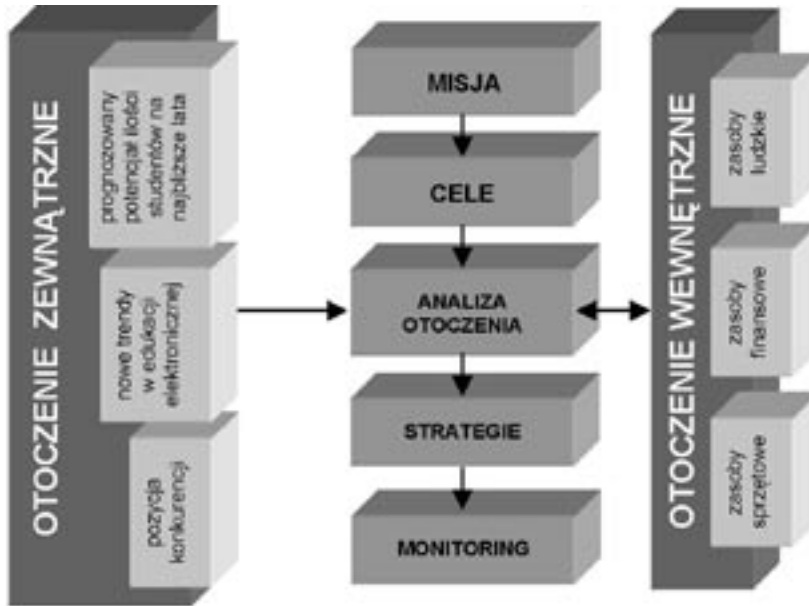 OTOCZENIE ZEWNĄTRZNE
prognozowany
potencjał ilości
studentów na
najbliższe lata
nowe trendy
w edukacji
elektronicznej
pozycja
konkurencji
MISJA
CELE
ANALIZA
OTOCZENIA
STRATEGIE
MONITORING
OTOCZENIE WEWNĘTRZNE
zasoby
ludzkie
zasoby
finansowe
zasoby
sprzętowe